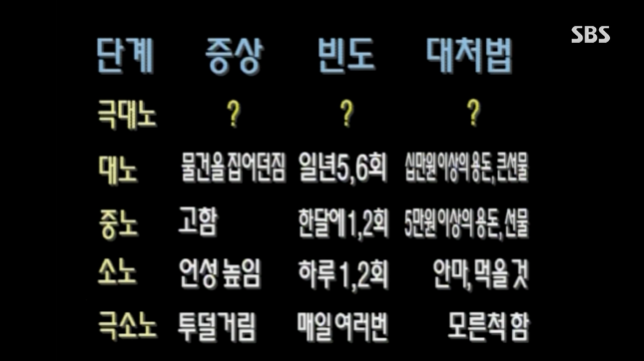 SBS
단계 증상 빈도 대처법
극대노 ? ? ?
대노 물건을 집어던짐 일년5,6회 십만원 이상의 용돈, 큰선물
중노 고함 한달에 1,2회 5만원 이상의 용돈, 선물
소노 언성 높임 하루 1,2회 안마, 먹을 것
극소노 투덜거림 매일 여러번 모른척 함